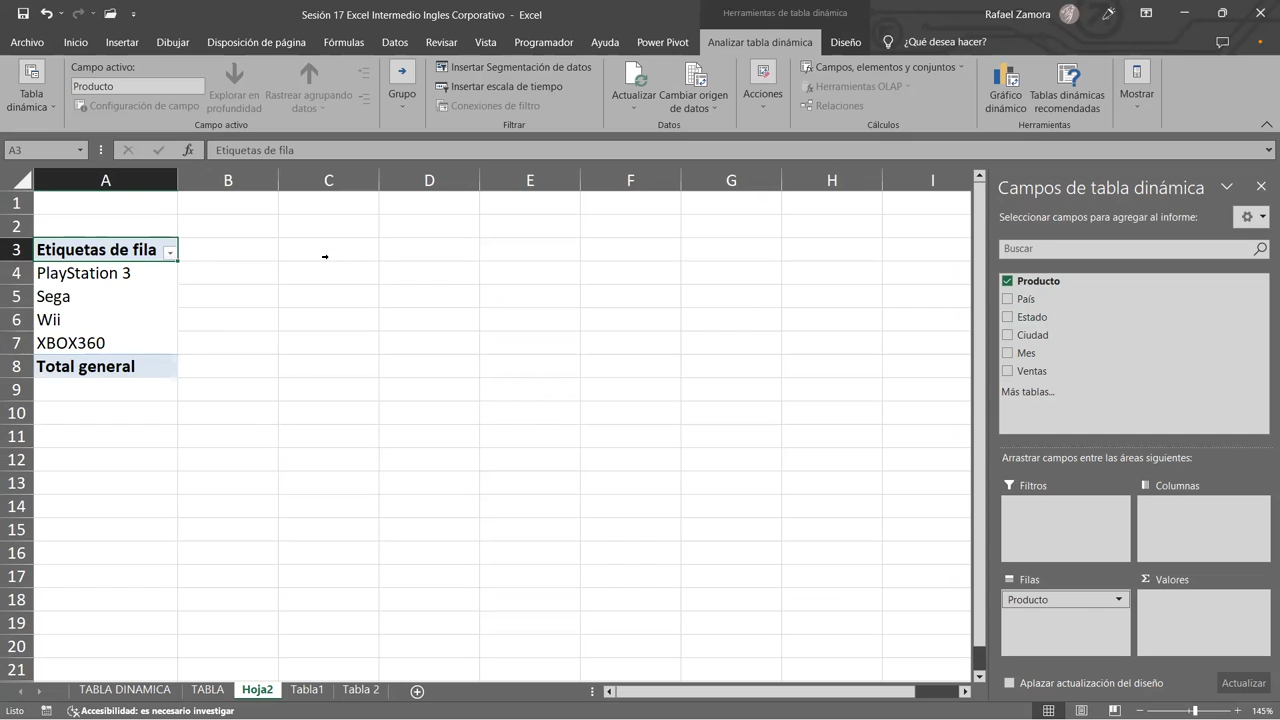 Sesión 17 Excel Intermedio Ingles Corporativo - Excel
Herramientas de tabla dinámica
Rafael Zamora
Archivo Inicio Insertar Dibujar Disposición de página Fórmulas Datos Revisar Vista Programador Ayuda Power Pivot Analizar tabla dinámica Diseño ¿Qué desea hacer?
Tabla dinámica
Campo activo:
Producto
Configuración de campo
Explorar en profundidad
Rastrear agrupando datos
Campo activo
Grupo
Insertar Segmentación de datos
Insertar escala de tiempo
Conexiones de filtro
Filtrar
Actualizar
Cambiar origen de datos
Datos
Acciones
Campos, elementos y conjuntos
Herramientas OLAP
Relaciones
Cálculos
Gráfico dinámico
Tablas dinámicas recomendadas
Herramientas
Mostrar
A3 fx Etiquetas de fila
A B C D E F G H I
1
2
3 Etiquetas de fila
4 PlayStation 3
5 Sega
6 Wii
7 XBOX360
8 Total general
9
10
11
12
13
14
15
16
17
18
19
20
21
Campos de tabla dinámica
Seleccionar campos para agregar al informe:
Buscar
Producto
País
Estado
Ciudad
Mes
Ventas
Más tablas...
Arrastrar campos entre las áreas siguientes:
Filtros
Columnas
Filas
Σ Valores
Producto
Aplazar actualización del diseño
Actualizar
TABLA DINAMICA TABLA Hoja2 Tabla1 Tabla 2
Listo
Accesibilidad: es necesario investigar
145%